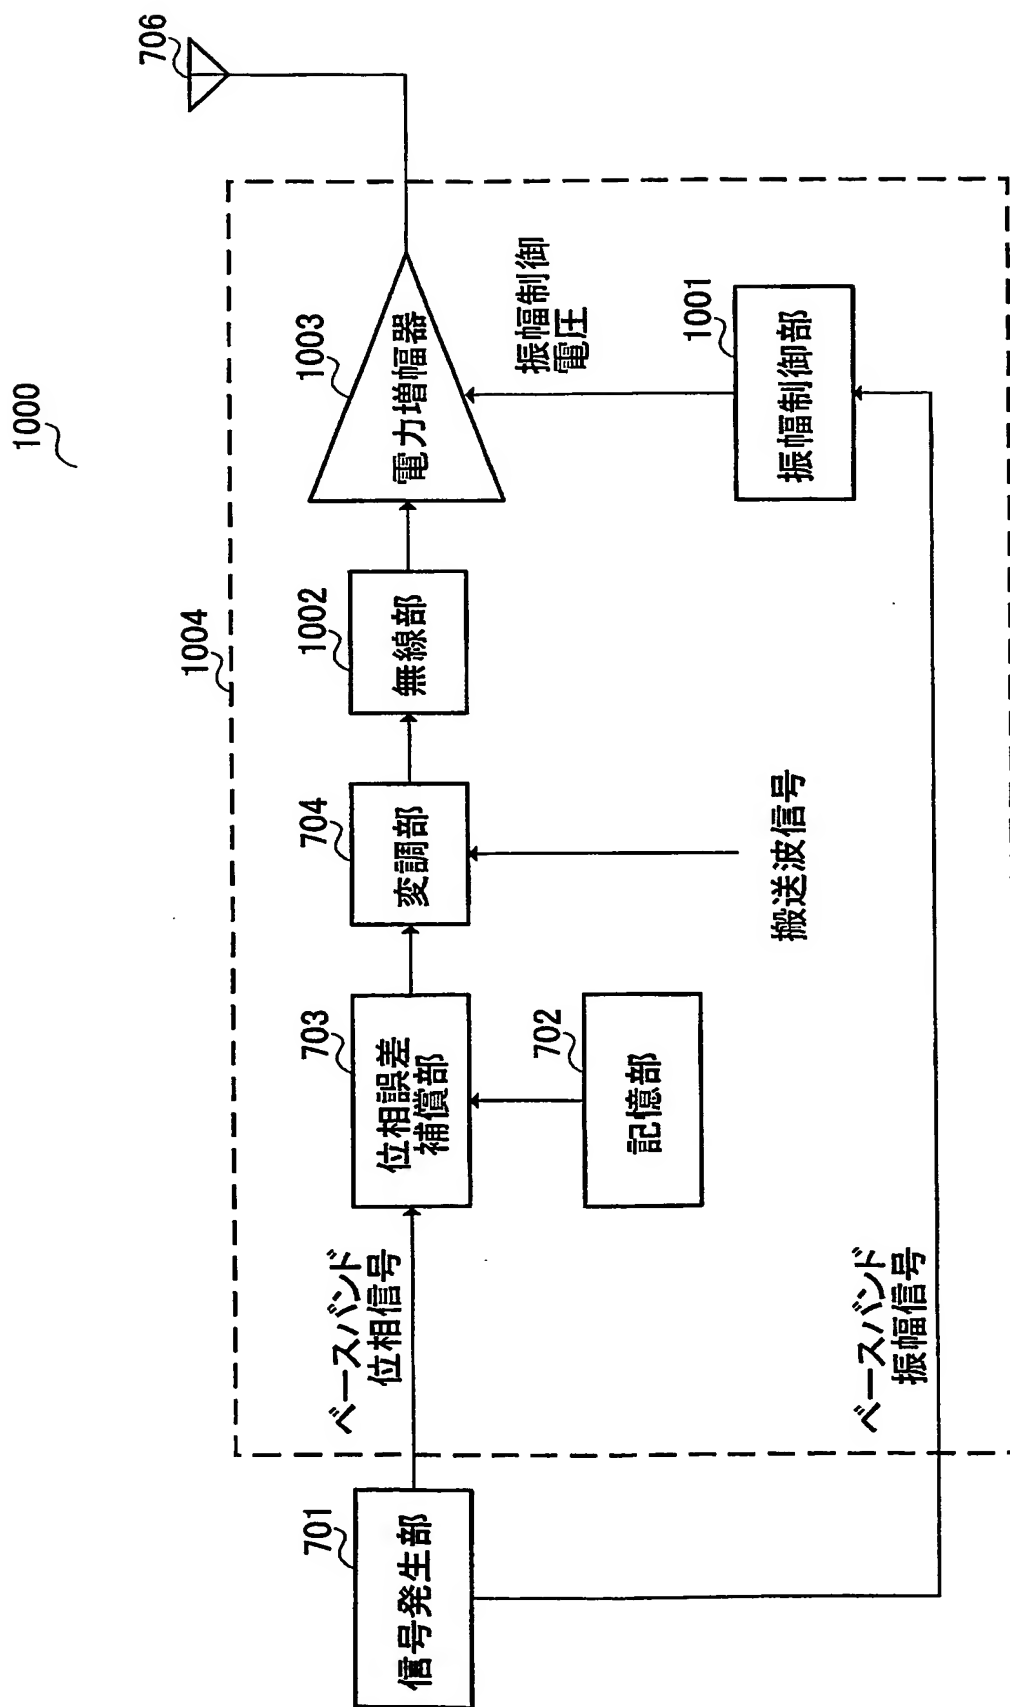 1000
706
1004
701
信号発生部
ベースバンド
位相信号
703
位相誤差
補償部
702
記憶部
704
変調部
搬送波信号
1002
無線部
1003
電力増幅器
振幅制御
電圧
1001
振幅制御部
ベースバンド
振幅信号